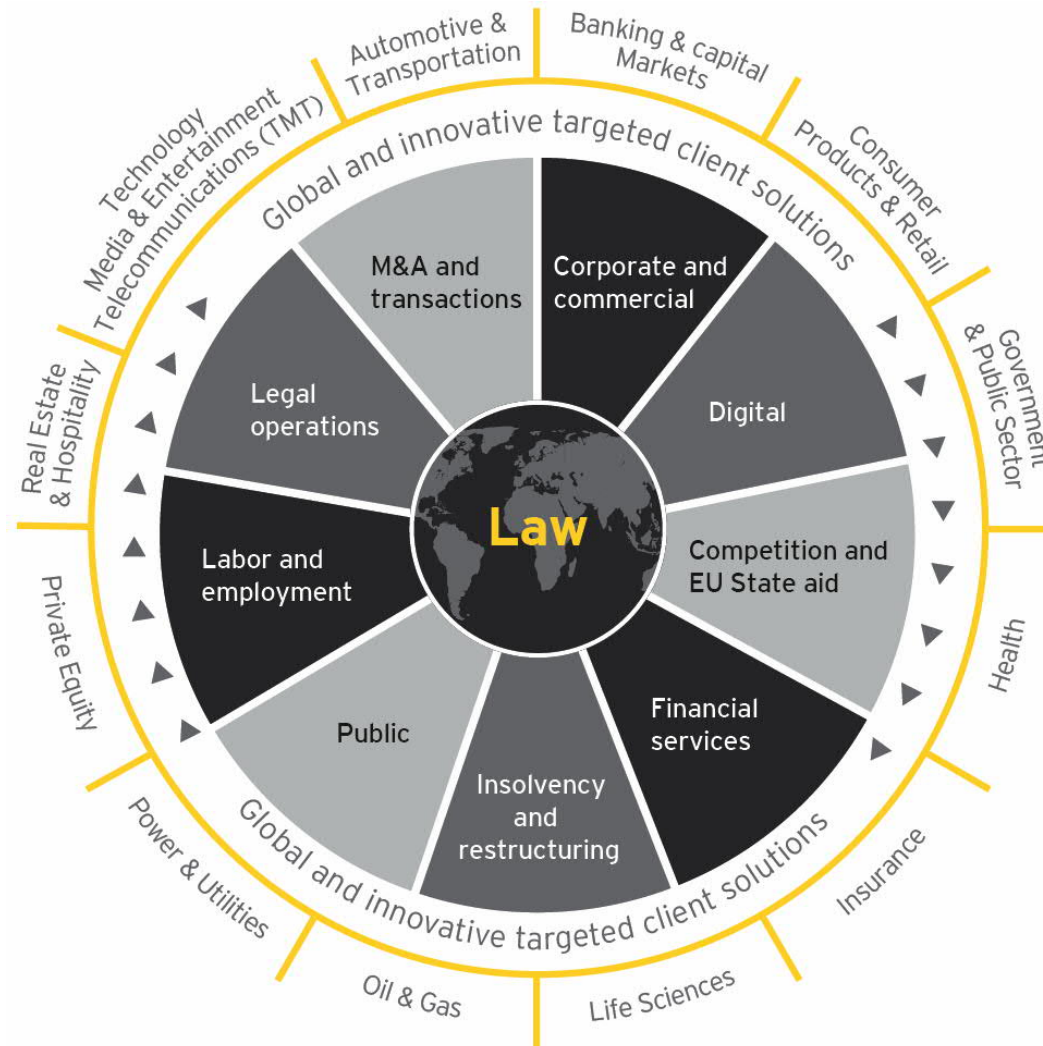 Automotive &
Transportation
Banking & capital
Markets
Consumer
Products & Retail
Government
& Public Sector
Health
Insurance
Life Sciences
Oil & Gas
Power & Utilities
Private Equity
Real Estate
& Hospitality
Technology
Media & Entertainment
Telecommunications (TMT)
Global and innovative targeted client solutions
M&A and
transactions
Corporate and
commercial
Digital
Competition and
EU State aid
Financial
services
Insolvency
and
restructuring
Public
Labor and
employment
Legal
operations
Law
Global and innovative targeted client solutions